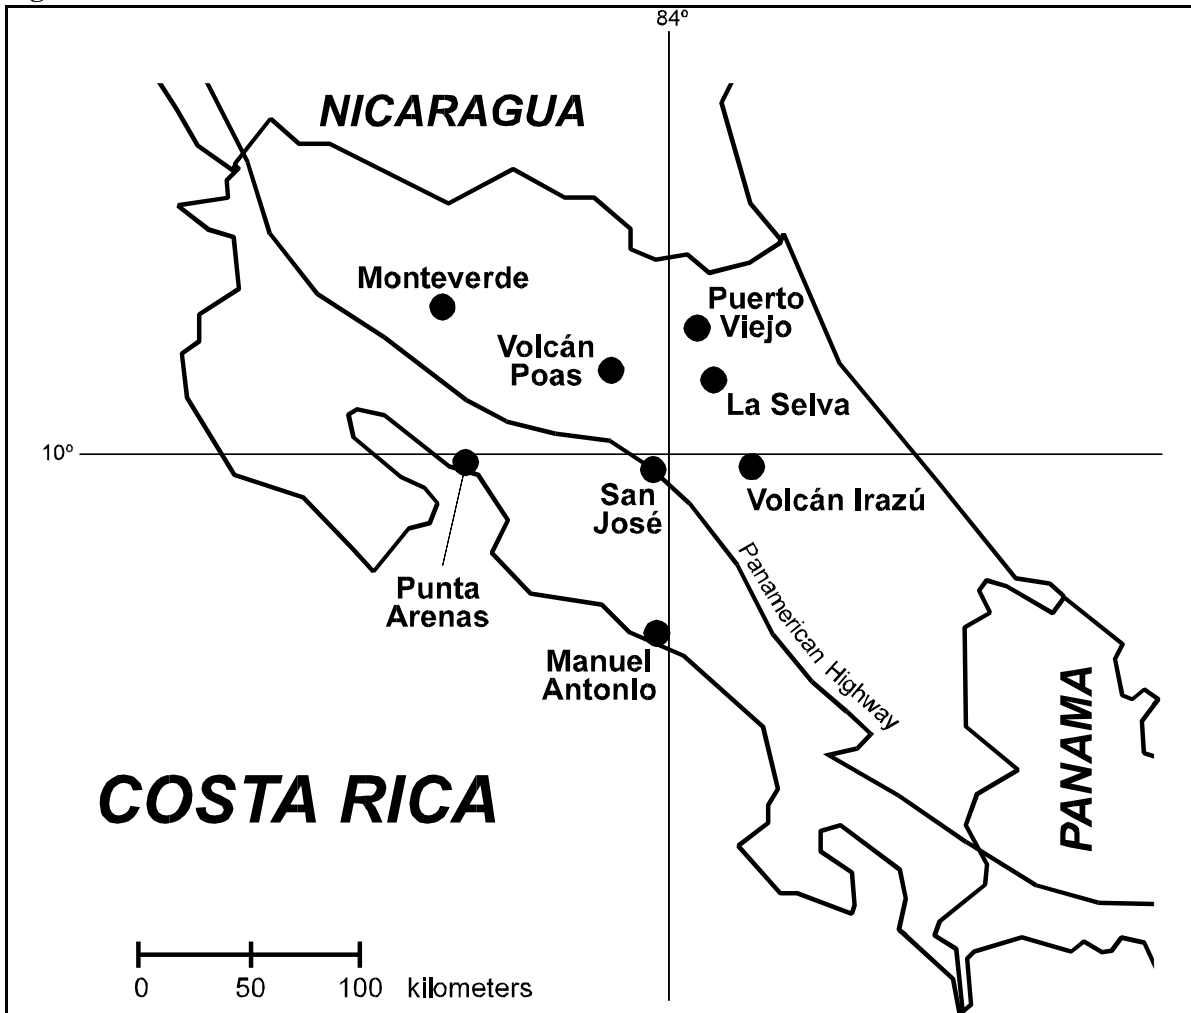 84º
NICARAGUA
Monteverde
Puerto
Viejo
Volcán
Poas
La Selva
10º
San
José
Volcán Irazú
Panamerican Highway
Punta
Arenas
Manuel
AntonIo
PANAMA
COSTA RICA
0 50 100 kilometers